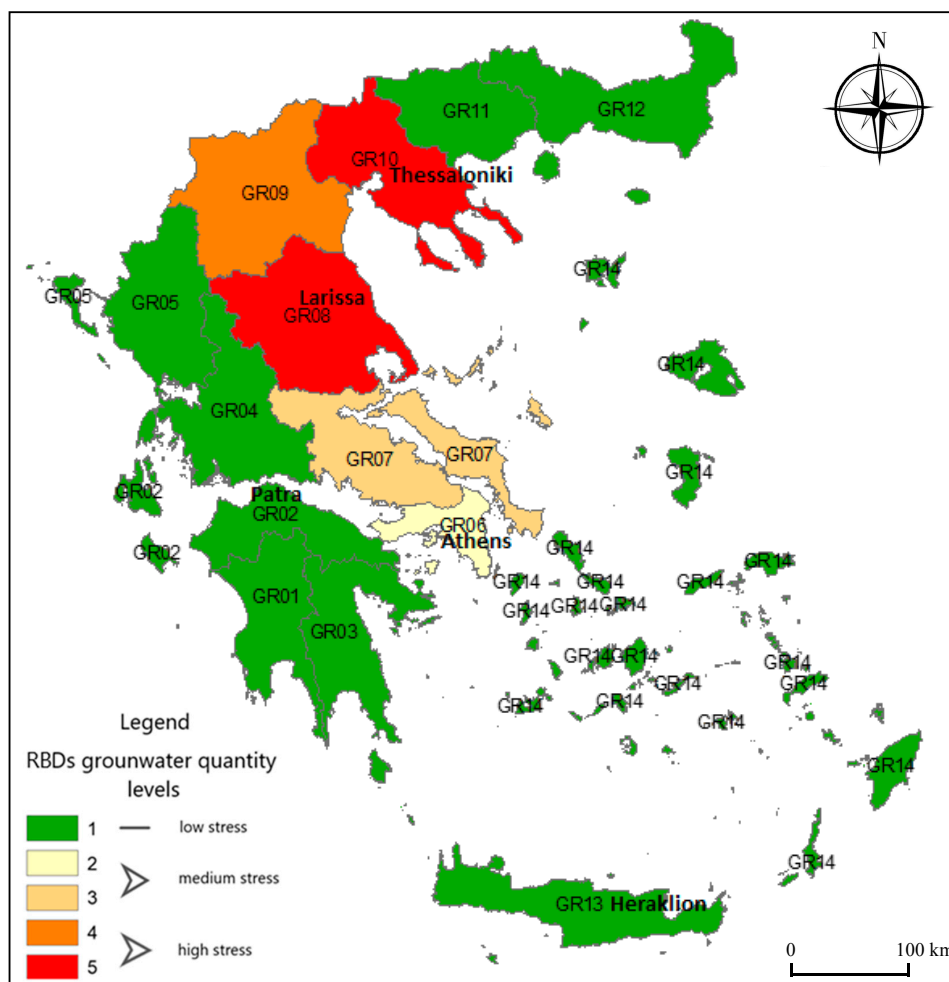 N
GR11
GR12
GR10
Thessaloniki
GR09
GR14
GR05
GR05
Larissa
GR08
GR14
GR04
GR07
GR07
GR14
GR02
Patra
GR02
GR06
Athens
GR02
GR14
GR14
GR14
GR14
GR14
GR01
GR14
GR14
GR14
GR03
GR14
GR14
GR14
GR14
GR14
GR14
GR14
GR14
Legend
RBDs grounwater quantity
levels
GR14
1
low stress
2
medium stress
3
4
high stress
5
GR14
GR13
Heraklion
0
100 km